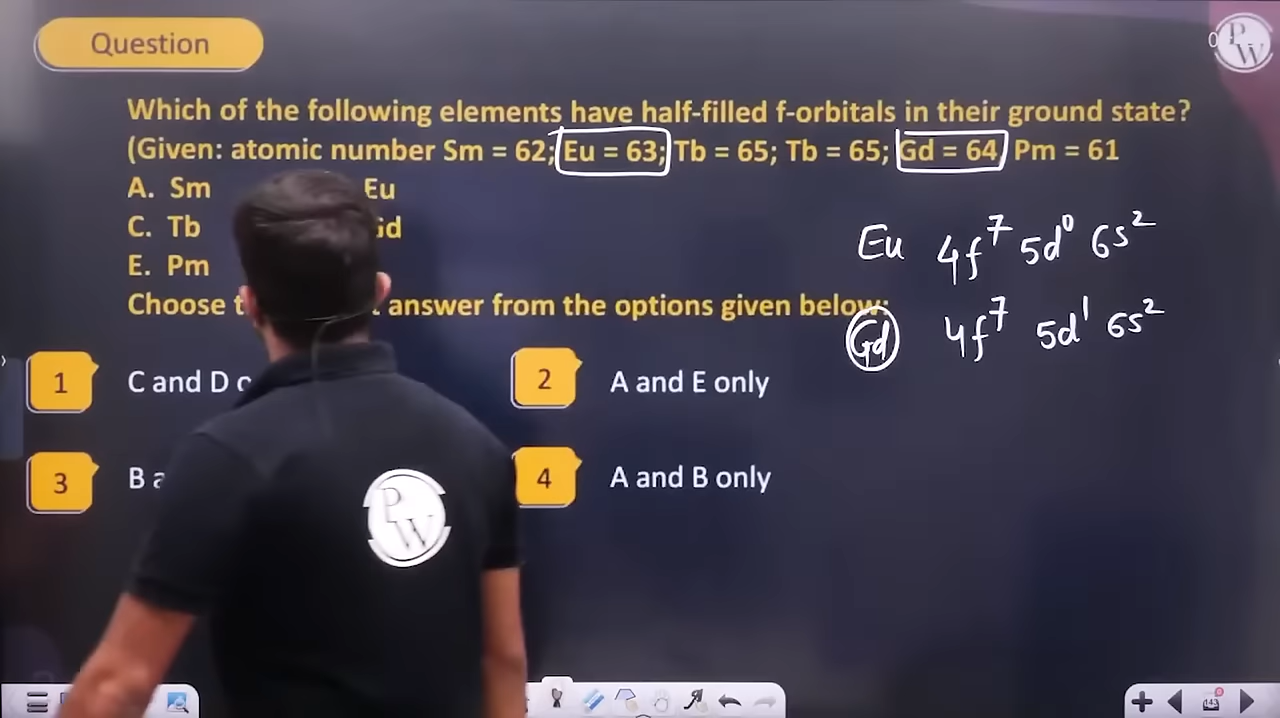 Question
PW
Which of the following elements have half-filled f-orbitals in their ground state?
(Given: atomic number Sm = 62; Eu = 63; Tb = 65; Tb = 65; Gd = 64, Pm = 61
A. Sm Eu
C. Tb
E. Pm
Choose answer from the options given below:
Eu 4f⁷ 5d⁰ 6s²
Gd 4f⁷ 5d¹ 6s²
1 C and D
2 A and E only
3 B
4 A and B only
PW
143